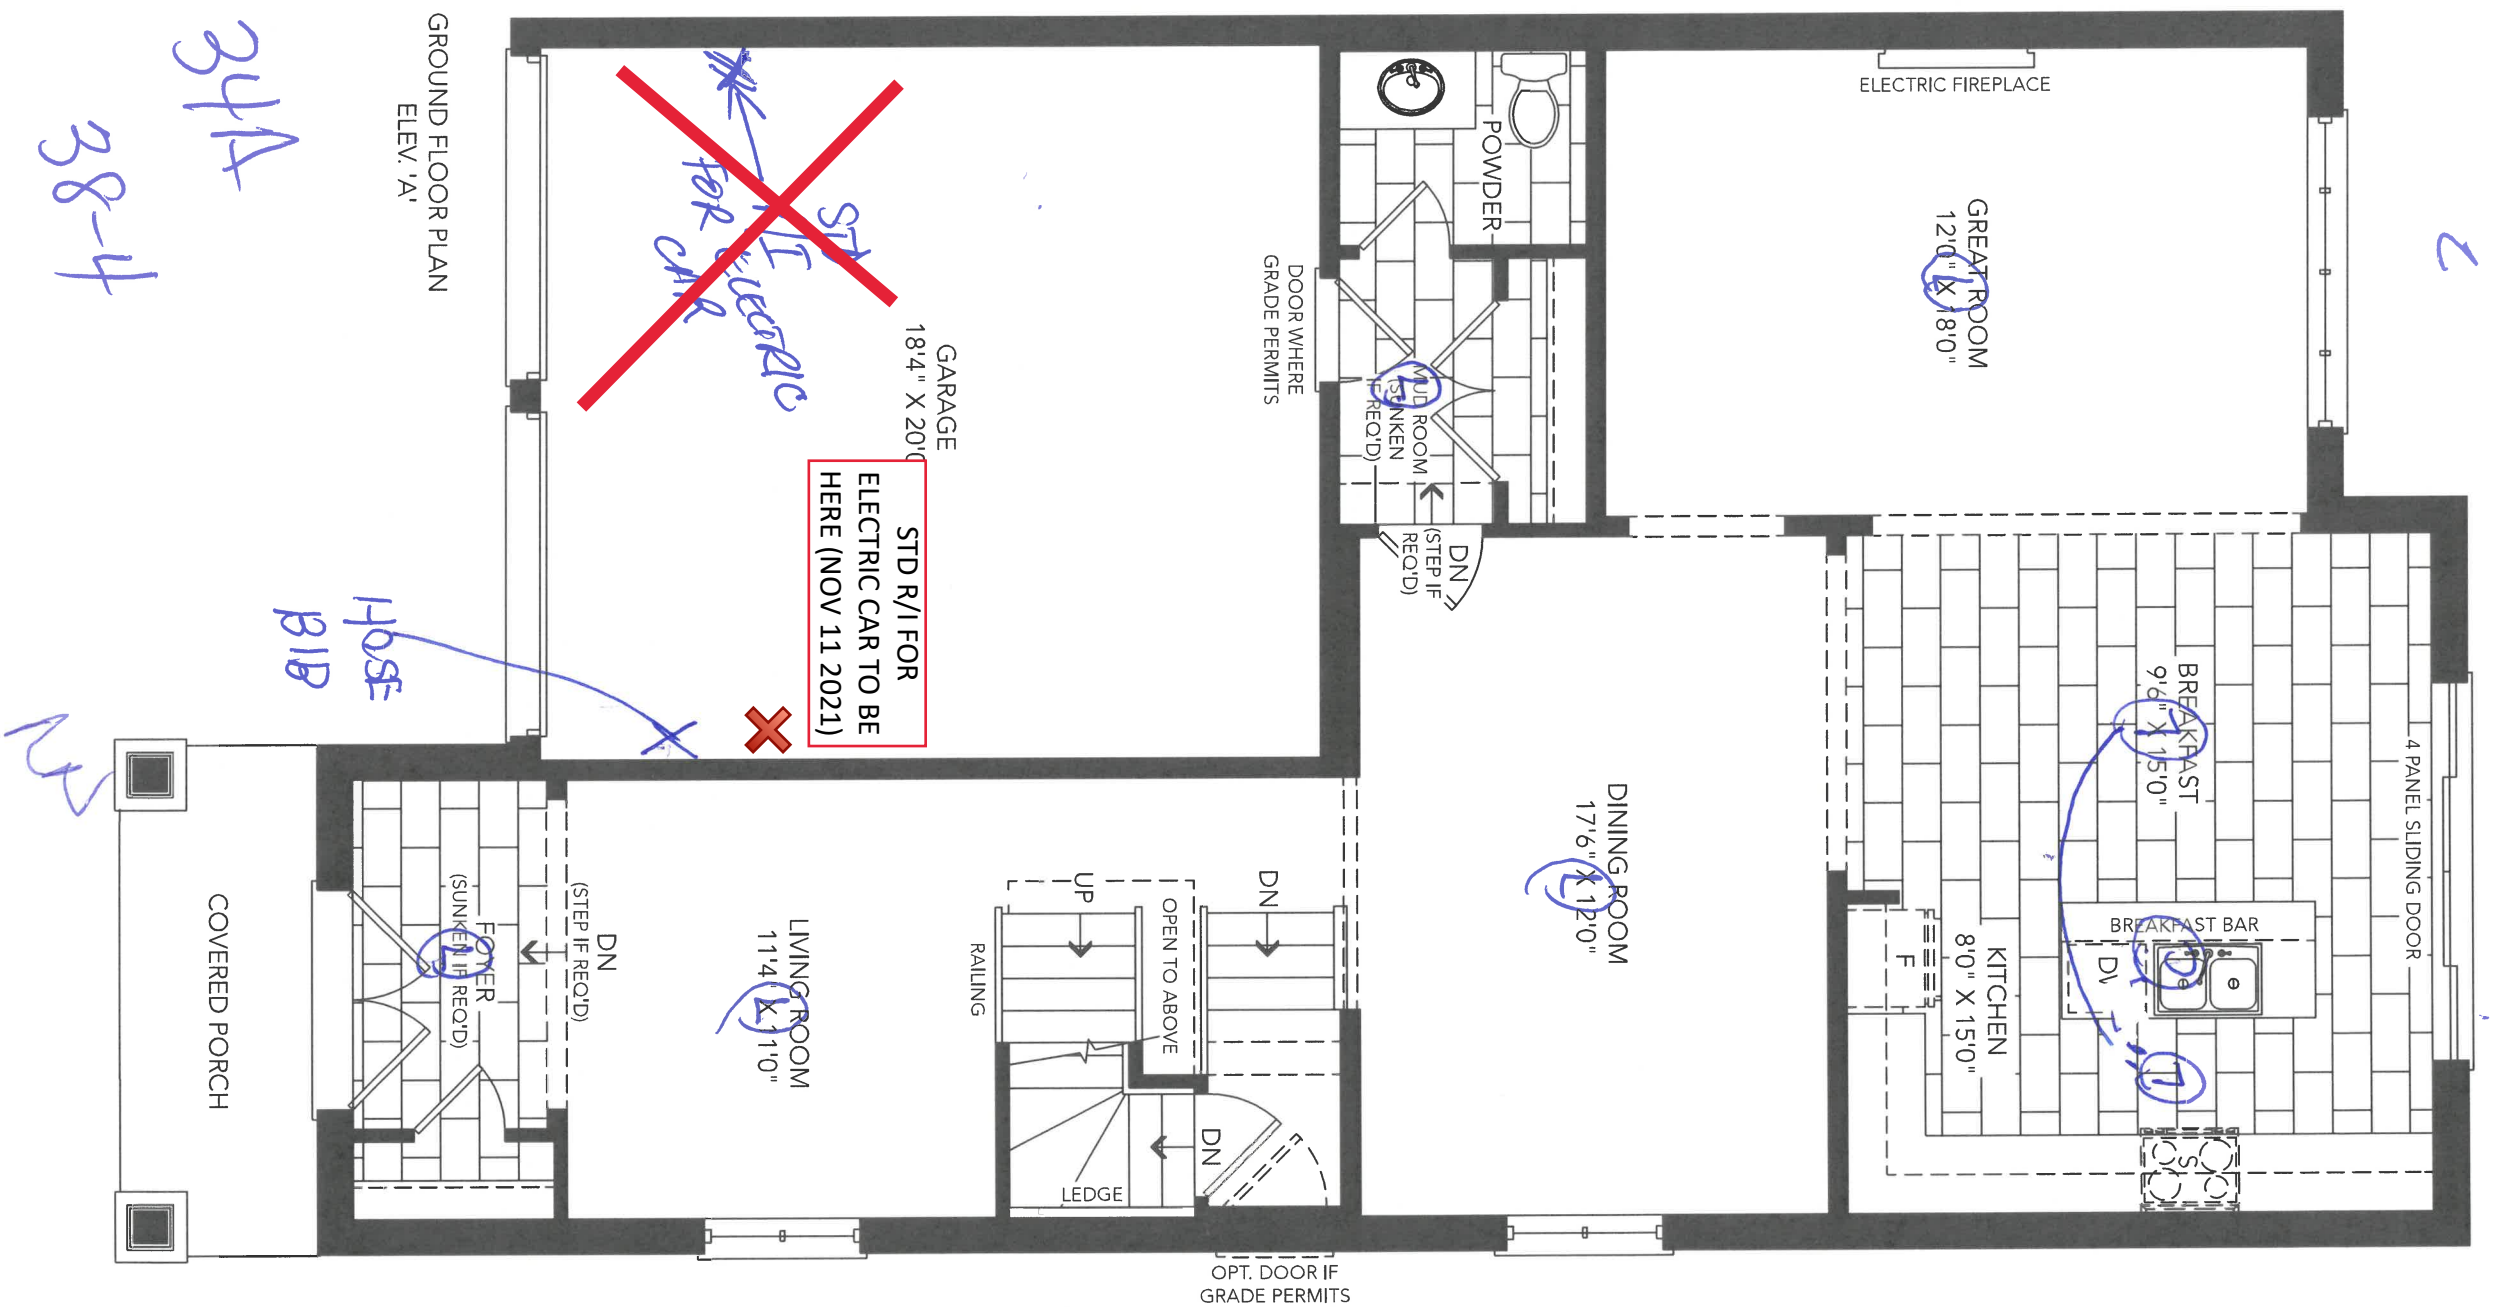 GROUND FLOOR PLAN
ELEV. 'A'
34A
38-4
ELECTRIC FIREPLACE
GREAT ROOM
12'0" X 18'0"
POWDER
DOOR WHERE
GRADE PERMITS
MUD ROOM
(SUNKEN
IF REQ'D)
DN
(STEP IF
REQ'D)
STD
R/I
FOR ELECTRIC
CAR
GARAGE
18'4" X 20'0
STD R/I FOR
ELECTRIC CAR TO BE
HERE (NOV 11 2021)
HOSE
BIB
4 PANEL SLIDING DOOR
BREAKFAST
9'6" X 15'0"
BREAKFAST BAR
KITCHEN
8'0" X 15'0"
F
S
DINING ROOM
17'6" X 12'0"
DN
UP
OPEN TO ABOVE
RAILING
DN
LEDGE
LIVING ROOM
11'4" X 11'0"
DN
(STEP IF REQ'D)
FOYER
(SUNKEN IF REQ'D)
COVERED PORCH
OPT. DOOR IF
GRADE PERMITS